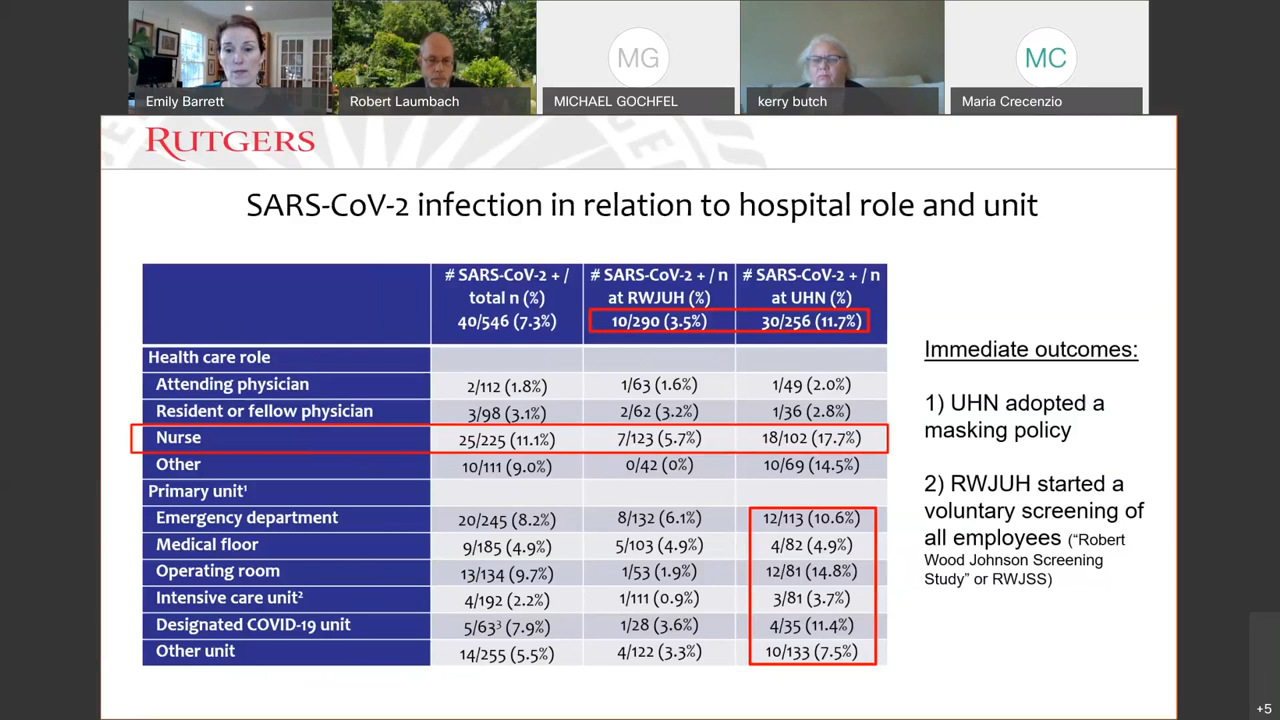 Emily Barrett
Robert Laumbach
MG
MICHAEL GOCHFEL
kerry butch
MC
Maria Crecenzio
RUTGERS
SARS-CoV-2 infection in relation to hospital role and unit
# SARS-CoV-2 + / total n (%) 40/546 (7.3%)
# SARS-CoV-2 + / n at RWJUH (%) 10/290 (3.5%)
# SARS-CoV-2 + / n at UHN (%) 30/256 (11.7%)
Health care role
Attending physician 2/112 (1.8%) 1/63 (1.6%) 1/49 (2.0%)
Resident or fellow physician 3/98 (3.1%) 2/62 (3.2%) 1/36 (2.8%)
Nurse 25/225 (11.1%) 7/123 (5.7%) 18/102 (17.7%)
Other 10/111 (9.0%) 0/42 (0%) 10/69 (14.5%)
Primary unit¹
Emergency department 20/245 (8.2%) 8/132 (6.1%) 12/113 (10.6%)
Medical floor 9/185 (4.9%) 5/103 (4.9%) 4/82 (4.9%)
Operating room 13/134 (9.7%) 1/53 (1.9%) 12/81 (14.8%)
Intensive care unit² 4/192 (2.2%) 1/111 (0.9%) 3/81 (3.7%)
Designated COVID-19 unit 5/63³ (7.9%) 1/28 (3.6%) 4/35 (11.4%)
Other unit 14/255 (5.5%) 4/122 (3.3%) 10/133 (7.5%)
Immediate outcomes:
1) UHN adopted a
masking policy
2) RWJUH started a
voluntary screening of
all employees (“Robert
Wood Johnson Screening
Study” or RWJSS)
+5